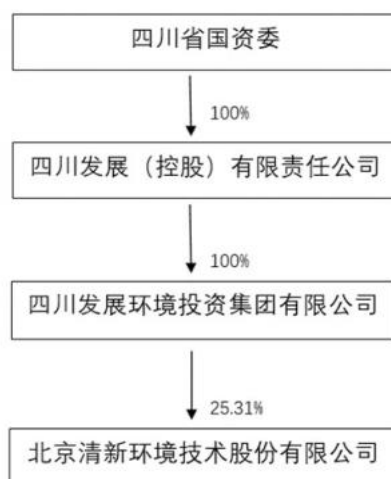 四川省国资委
100%
四川发展（控股）有限责任公司
100%
四川发展环境投资集团有限公司
25.31%
北京清新环境技术股份有限公司